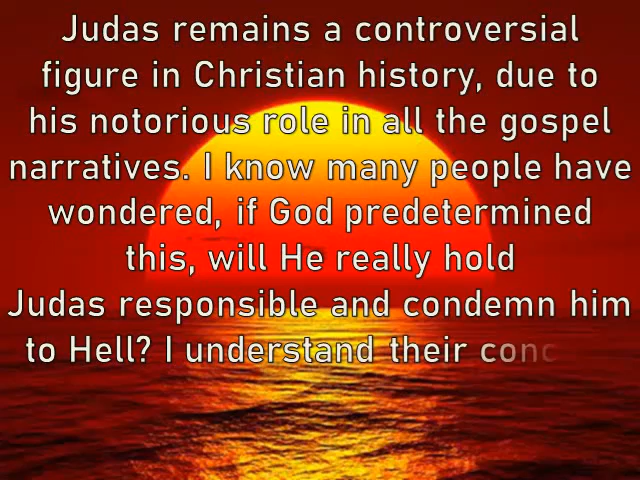 Judas remains a controversial
figure in Christian history, due to
his notorious role in all the gospel
narratives. I know many people have
wondered, if God predetermined
this, will He really hold
Judas responsible and condemn him
to Hell? I understand their conc